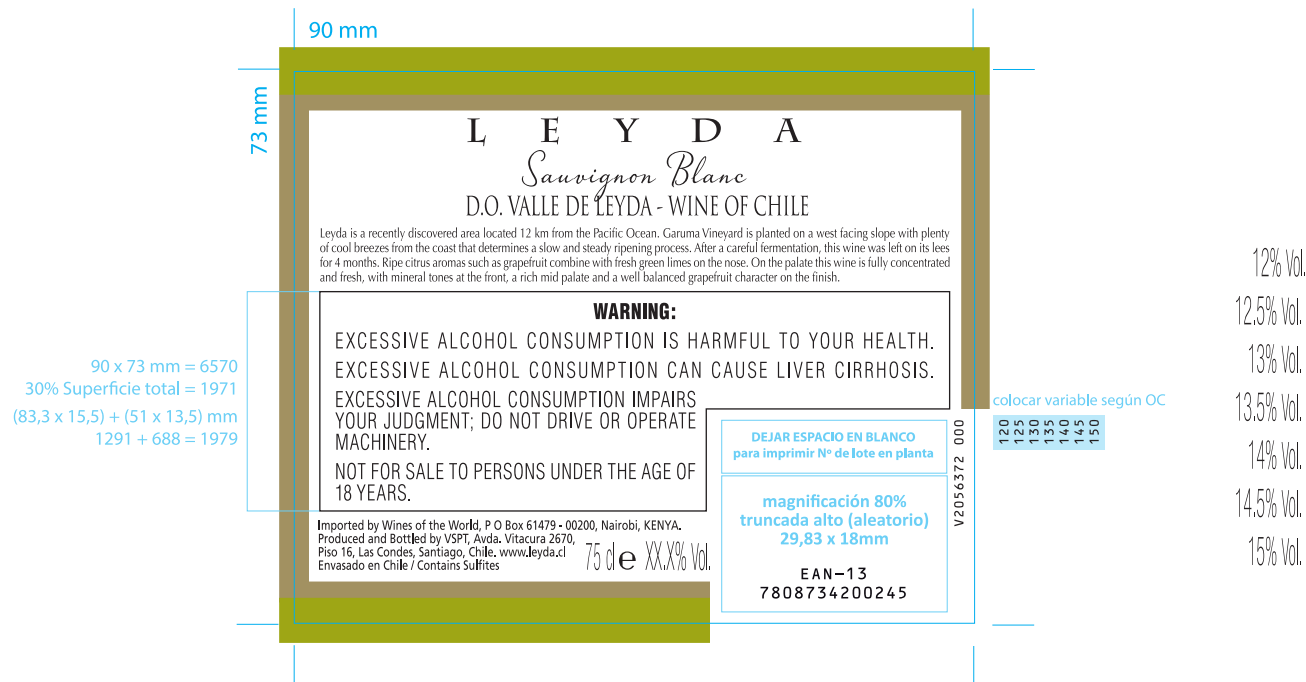 90 mm
73 mm
L E Y D A
Sauvignon Blanc
D.O. VALLE DE LEYDA - WINE OF CHILE
Leyda is a recently discovered area located 12 km from the Pacific Ocean. Garuma Vineyard is planted on a west facing slope with plenty
of cool breezes from the coast that determines a slow and steady ripening process. After a careful fermentation, this wine was left on its lees
for 4 months. Ripe citrus aromas such as grapefruit combine with fresh green limes on the nose. On the palate this wine is fully concentrated
and fresh, with mineral tones at the front, a rich mid palate and a well balanced grapefruit character on the finish.
WARNING:
EXCESSIVE ALCOHOL CONSUMPTION IS HARMFUL TO YOUR HEALTH.
EXCESSIVE ALCOHOL CONSUMPTION CAN CAUSE LIVER CIRRHOSIS.
EXCESSIVE ALCOHOL CONSUMPTION IMPAIRS
YOUR JUDGMENT; DO NOT DRIVE OR OPERATE
MACHINERY.
NOT FOR SALE TO PERSONS UNDER THE AGE OF
18 YEARS.
90 x 73 mm = 6570
30% Superficie total = 1971
(83,3 x 15,5) + (51 x 13,5) mm
1291 + 688 = 1979
Imported by Wines of the World, P O Box 61479 - 00200, Nairobi, KENYA.
Produced and Bottled by VSPT, Avda. Vitacura 2670,
Piso 16, Las Condes, Santiago, Chile. www.leyda.cl
Envasado en Chile / Contains Sulfites
75 cl e XX.X% Vol.
DEJAR ESPACIO EN BLANCO
para imprimir Nº de lote en planta
magnificación 80%
truncada alto (aleatorio)
29,83 x 18mm
EAN-13
7808734200245
V2056372 000
colocar variable según OC
120
125
130
135
140
145
150
12% Vol.
12.5% Vol.
13% Vol.
13.5% Vol.
14% Vol.
14.5% Vol.
15% Vol.